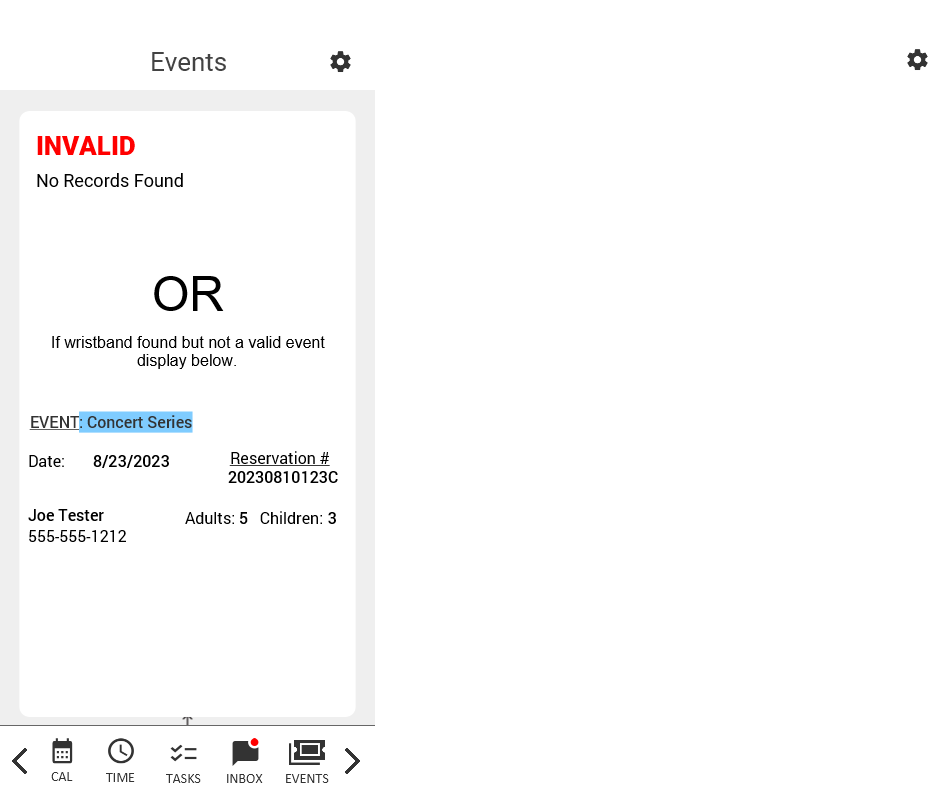 Events
INVALID
No Records Found
OR
If wristband found but not a valid event
display below.
EVENT: Concert Series
Date: 8/23/2023
Reservation #
20230810123C
Joe Tester
555-555-1212
Adults: 5 Children: 3
CAL TIME TASKS INBOX EVENTS